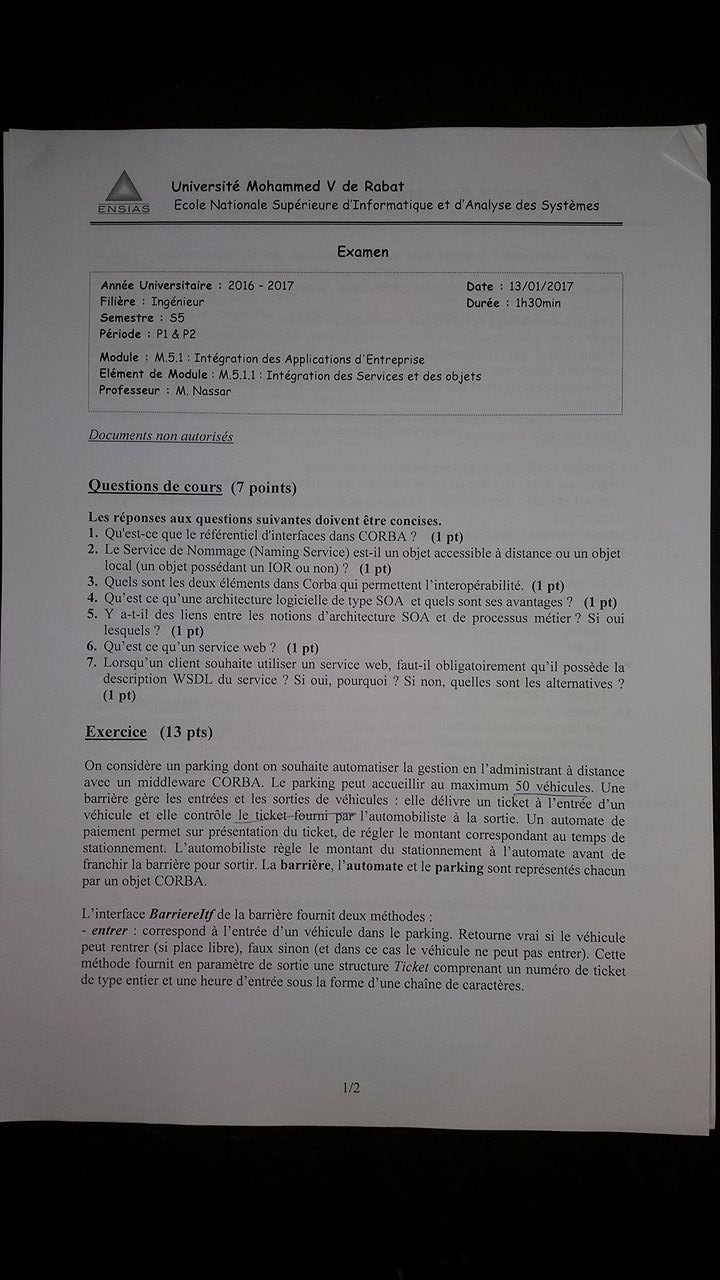 ENSIAS
Université Mohammed V de Rabat
Ecole Nationale Supérieure d'Informatique et d'Analyse des Systèmes
Examen
Année Universitaire : 2016 - 2017
Date : 13/01/2017
Filière : Ingénieur
Durée : 1h30min
Semestre : S5
Période : P1 & P2
Module : M.5.1 : Intégration des Applications d'Entreprise
Elément de Module : M.5.1.1 : Intégration des Services et des objets
Professeur : M. Nassar
Documents non autorisés
Questions de cours (7 points)
Les réponses aux questions suivantes doivent être concises.
1. Qu'est-ce que le référentiel d'interfaces dans CORBA ? (1 pt)
2. Le Service de Nommage (Naming Service) est-il un objet accessible à distance ou un objet
local (un objet possédant un IOR ou non) ? (1 pt)
3. Quels sont les deux éléments dans Corba qui permettent l'interopérabilité. (1 pt)
4. Qu'est ce qu'une architecture logicielle de type SOA et quels sont ses avantages ? (1 pt)
5. Y a-t-il des liens entre les notions d'architecture SOA et de processus métier ? Si oui
lesquels ? (1 pt)
6. Qu'est ce qu'un service web ? (1 pt)
7. Lorsqu'un client souhaite utiliser un service web, faut-il obligatoirement qu'il possède la
description WSDL du service ? Si oui, pourquoi ? Si non, quelles sont les alternatives ?
(1 pt)
Exercice (13 pts)
On considère un parking dont on souhaite automatiser la gestion en l'administrant à distance
avec un middleware CORBA. Le parking peut accueillir au maximum 50 véhicules. Une
barrière gère les entrées et les sorties de véhicules : elle délivre un ticket à l'entrée d'un
véhicule et elle contrôle le ticket fourni par l'automobiliste à la sortie. Un automate de
paiement permet sur présentation du ticket, de régler le montant correspondant au temps de
stationnement. L'automobiliste règle le montant du stationnement à l'automate avant de
franchir la barrière pour sortir. La barrière, l'automate et le parking sont représentés chacun
par un objet CORBA.
L'interface BarriereItf de la barrière fournit deux méthodes :
- entrer : correspond à l'entrée d'un véhicule dans le parking. Retourne vrai si le véhicule
peut rentrer (si place libre), faux sinon (et dans ce cas le véhicule ne peut pas entrer). Cette
méthode fournit en paramètre de sortie une structure Ticket comprenant un numéro de ticket
de type entier et une heure d'entrée sous la forme d'une chaîne de caractères.
1/2